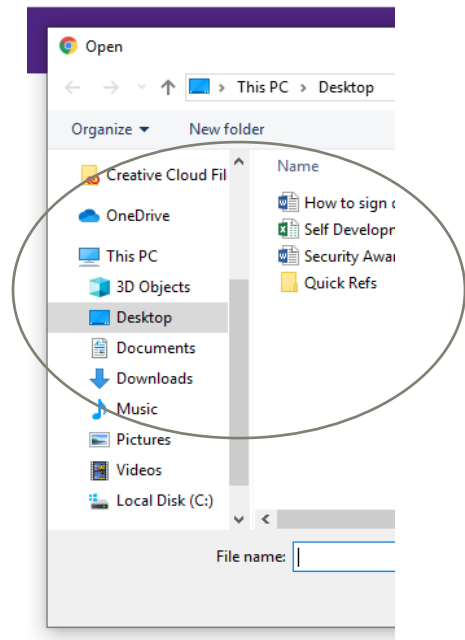 Open
This PC > Desktop
Organize New folder
Creative Cloud Fil
OneDrive
This PC
3D Objects
Desktop
Documents
Downloads
Music
Pictures
Videos
Local Disk (C:)
Name
How to sign
Self Develop
Security Awar
Quick Refs
File name: